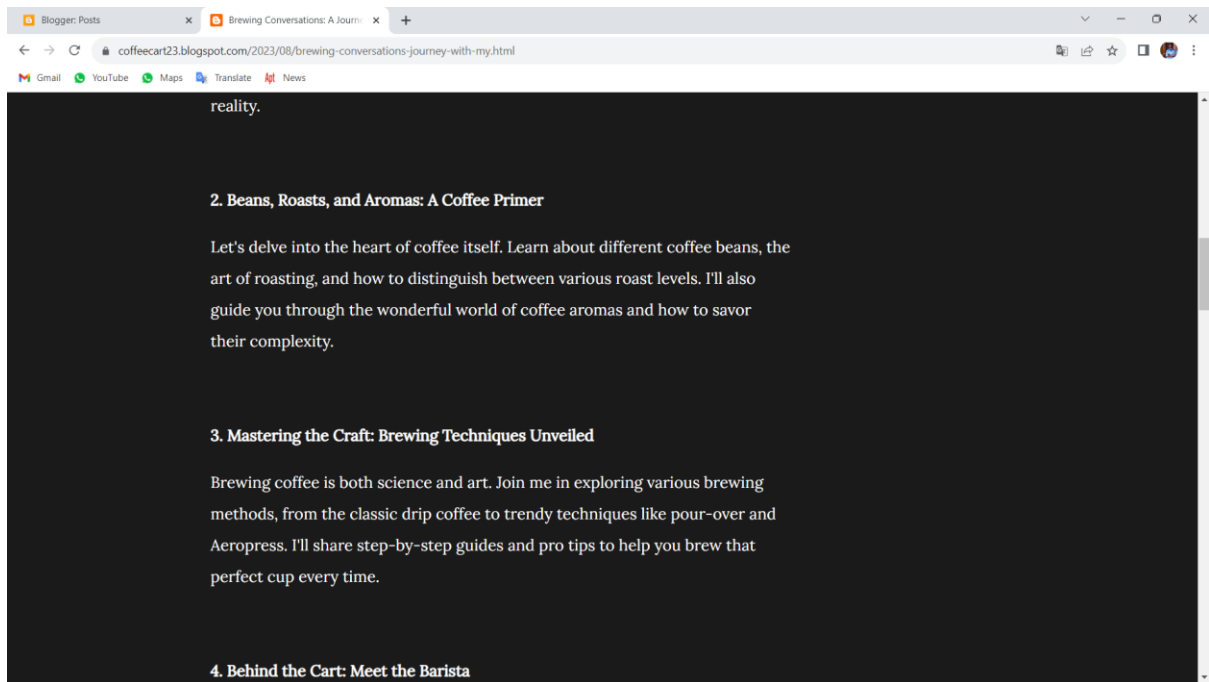 Blogger: Posts
Brewing Conversations: A Journ
coffeecart23.blogspot.com/2023/08/brewing-conversations-journey-with-my.html
Gmail YouTube Maps Translate News
reality.
2. Beans, Roasts, and Aromas: A Coffee Primer
Let's delve into the heart of coffee itself. Learn about different coffee beans, the
art of roasting, and how to distinguish between various roast levels. I'll also
guide you through the wonderful world of coffee aromas and how to savor
their complexity.
3. Mastering the Craft: Brewing Techniques Unveiled
Brewing coffee is both science and art. Join me in exploring various brewing
methods, from the classic drip coffee to trendy techniques like pour-over and
Aeropress. I'll share step-by-step guides and pro tips to help you brew that
perfect cup every time.
4. Behind the Cart: Meet the Barista